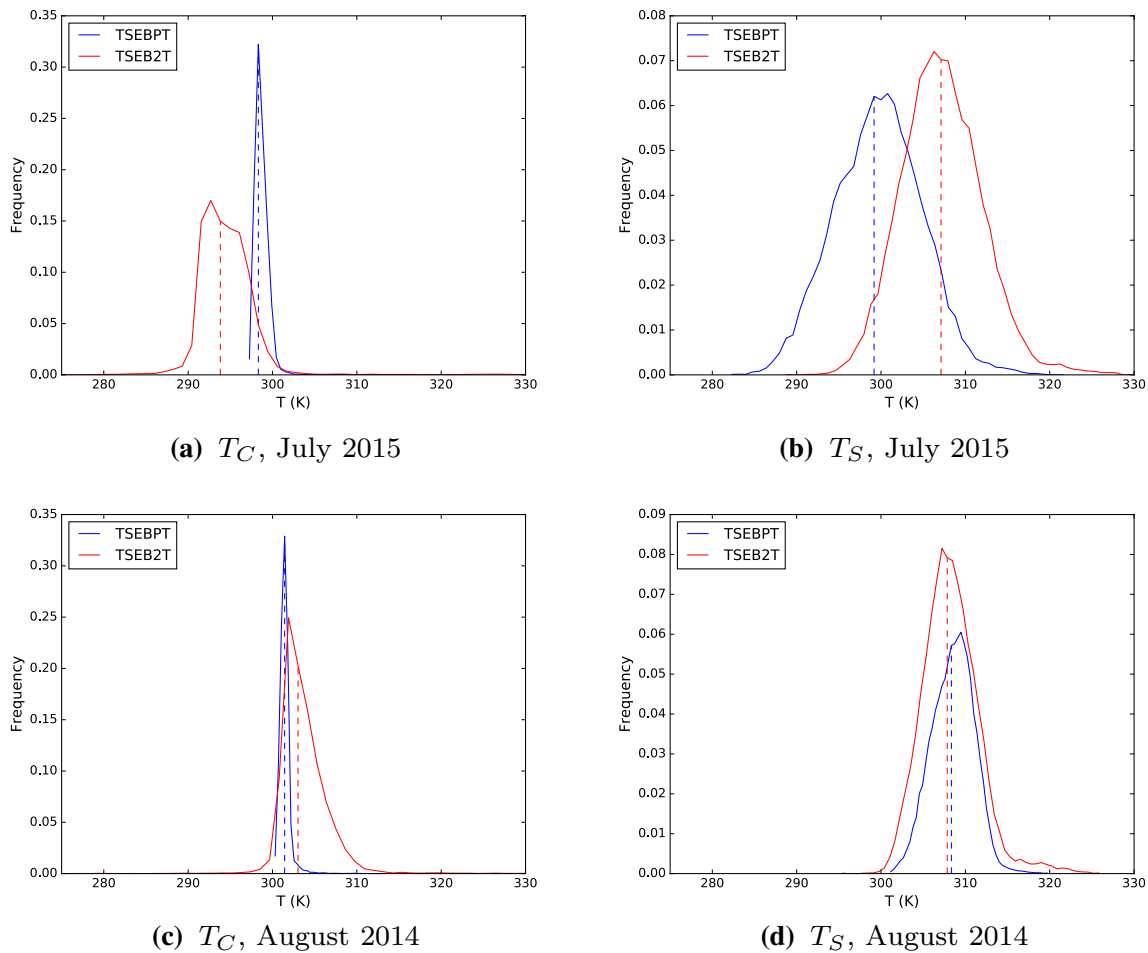 0.35
0.30
0.25
0.20
0.15
0.10
0.05
0.00
Frequency
TSEBPT
TSEB2T
280 290 300 310 320 330
T (K)
(a) T_C, July 2015
0.08
0.07
0.06
0.05
0.04
0.03
0.02
0.01
0.00
Frequency
TSEBPT
TSEB2T
280 290 300 310 320 330
T (K)
(b) T_S, July 2015
0.35
0.30
0.25
0.20
0.15
0.10
0.05
0.00
Frequency
TSEBPT
TSEB2T
280 290 300 310 320 330
T (K)
(c) T_C, August 2014
0.09
0.08
0.07
0.06
0.05
0.04
0.03
0.02
0.01
0.00
Frequency
TSEBPT
TSEB2T
280 290 300 310 320 330
T (K)
(d) T_S, August 2014